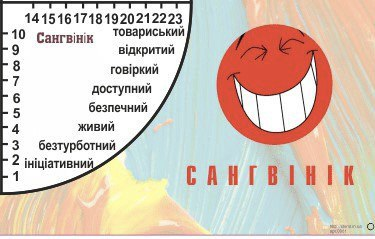 14 15 16 17 18 19 20 21 22 23
10 Сангвінік товариський
9 відкритий
8 говіркий
7
6 доступний
5 безпечний
4 живий
3 безтурботний
2 ініціативний
1
САНГВІНІК